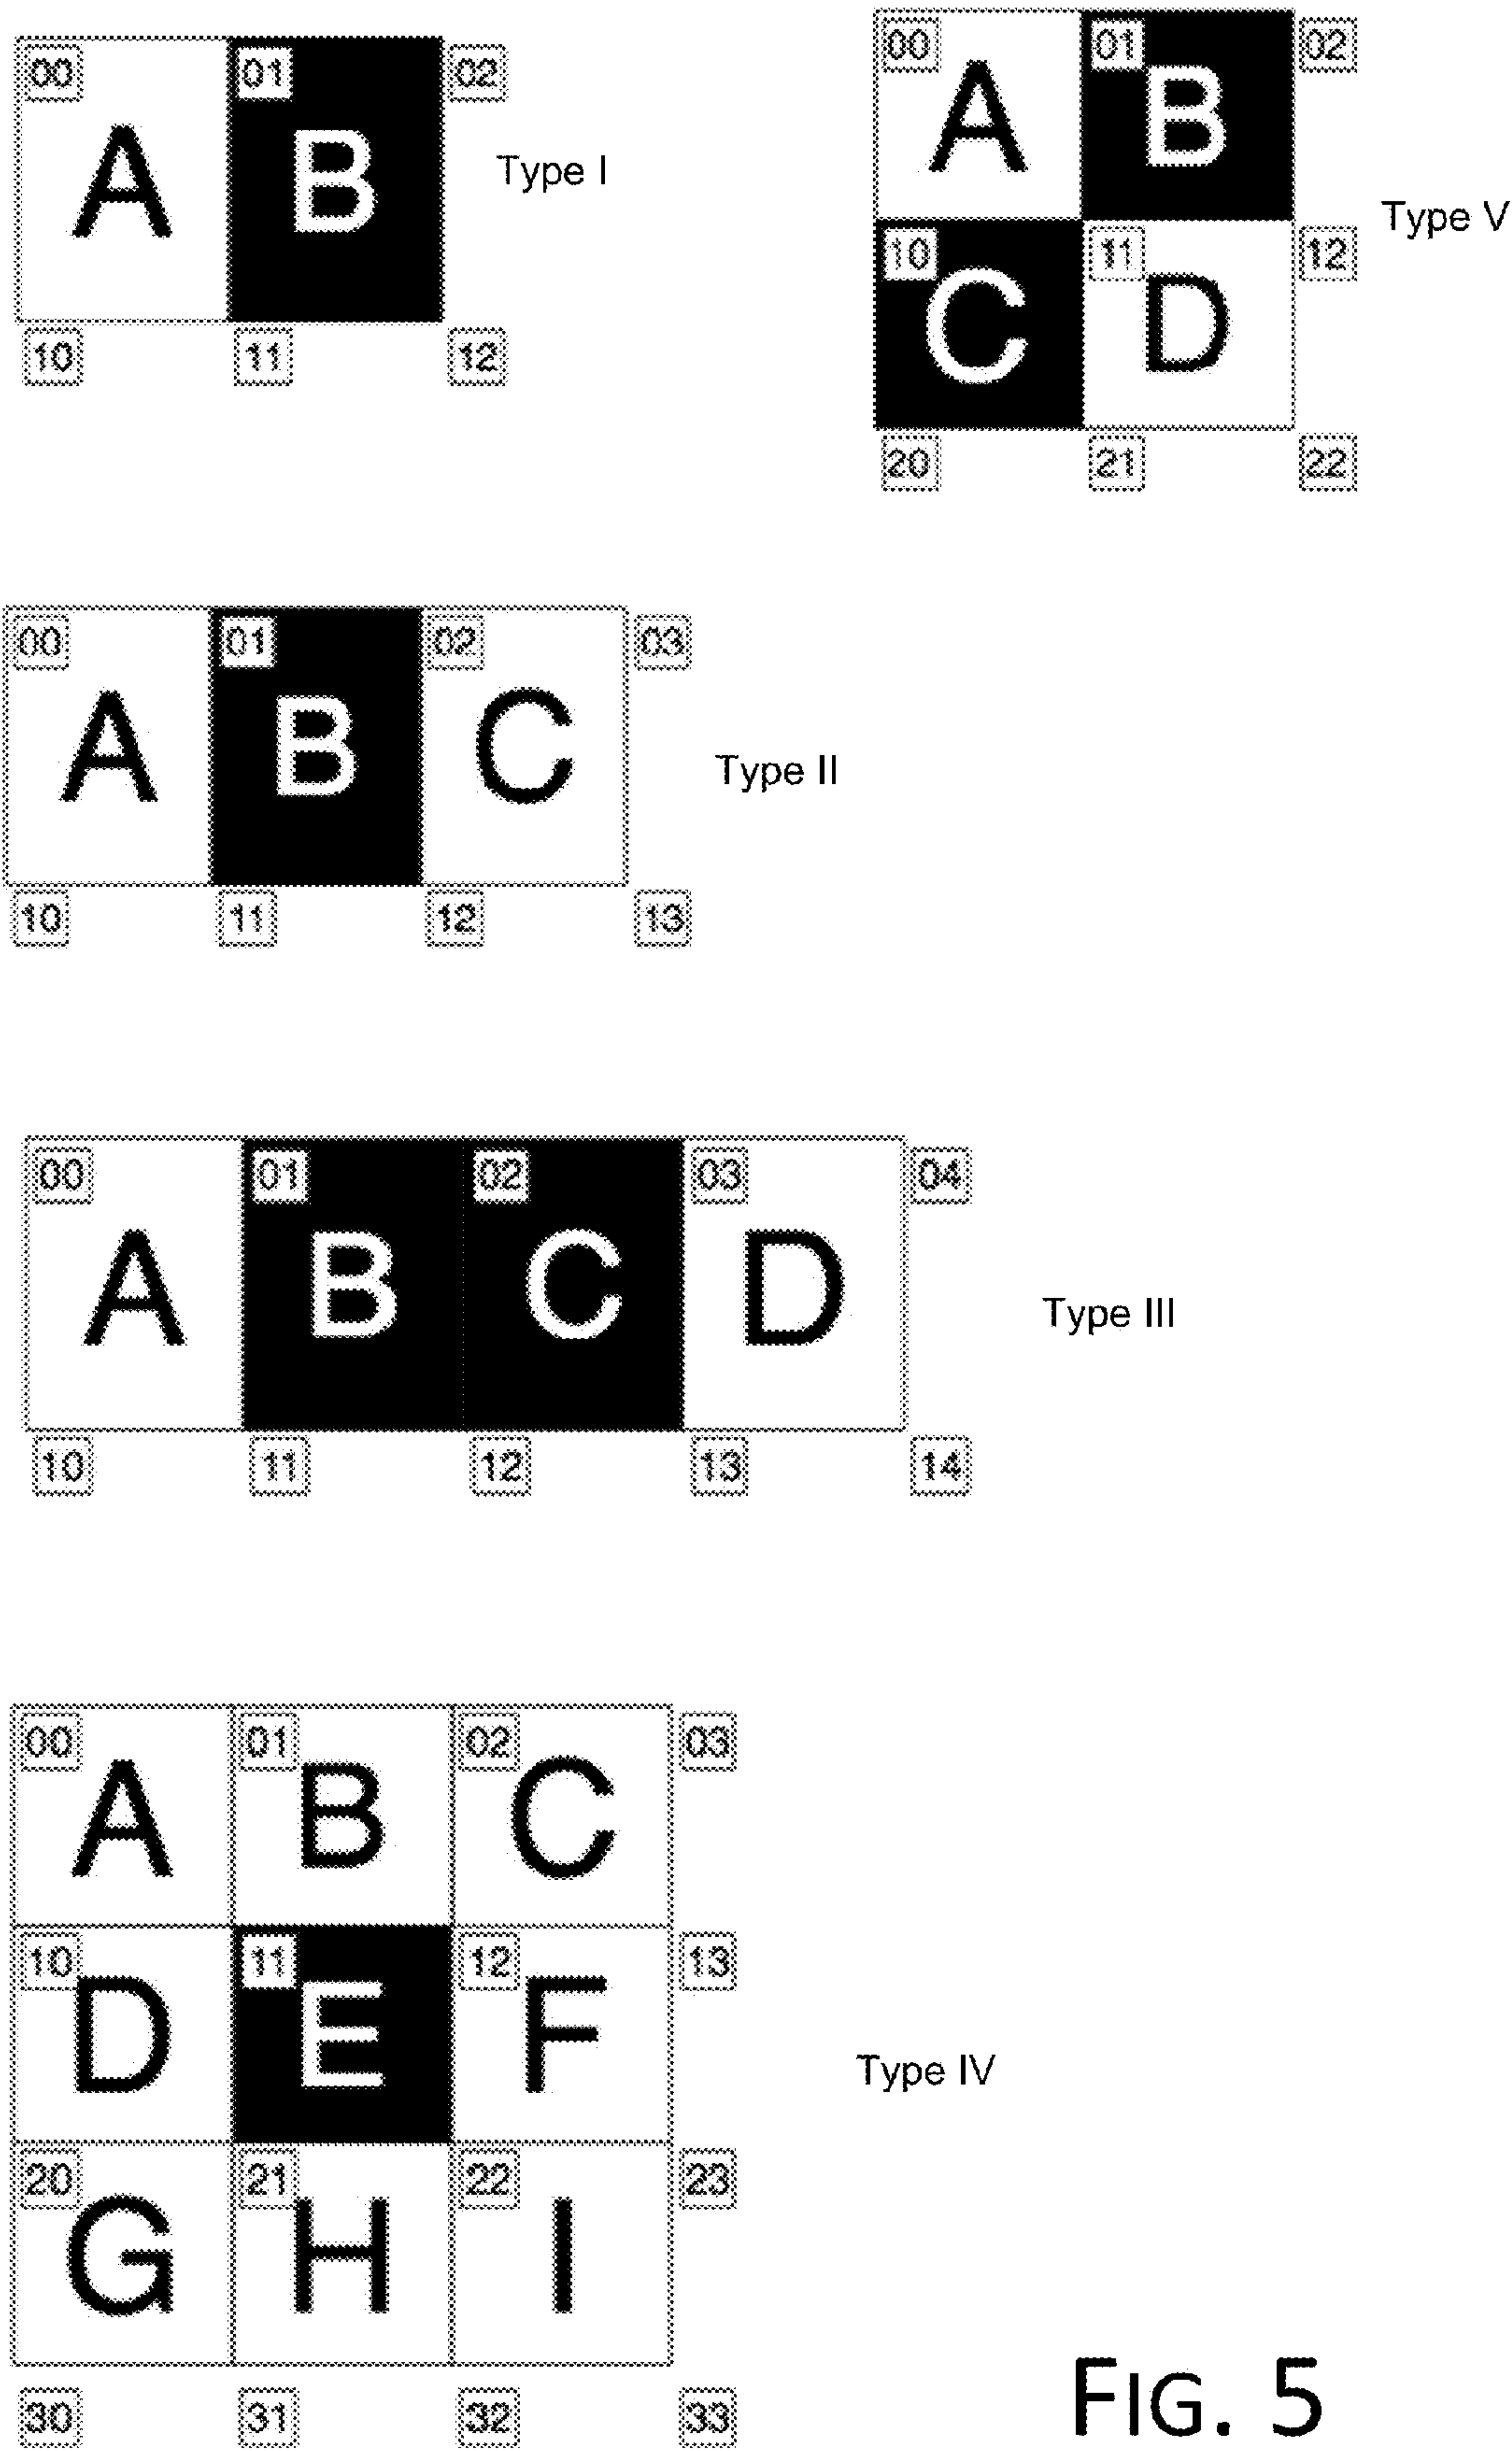 00 01 02
A B
Type I
10 11 12
00 01 02
A B
Type V
10 11 12
C D
20 21 22
00 01 02 03
A B C
Type II
10 11 12 13
00 01 02 03 04
A B C D
Type III
10 11 12 13 14
00 01 02 03
A B C
10 11 12 13
D E F
Type IV
20 21 22 23
G H I
30 31 32 33
FIG. 5